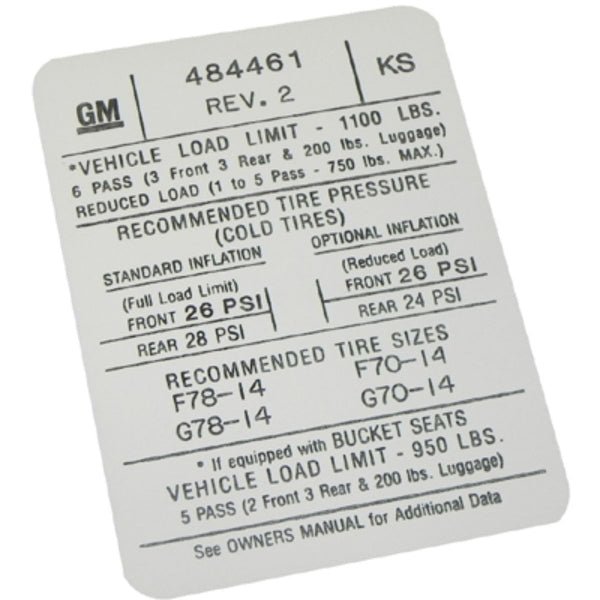 GM 484461 KS
REV. 2
*VEHICLE LOAD LIMIT - 1100 LBS.
6 PASS (3 Front 3 Rear & 200 lbs. Luggage)
REDUCED LOAD (1 to 5 Pass - 750 lbs. MAX.)
RECOMMENDED TIRE PRESSURE
(COLD TIRES)
STANDARD INFLATION OPTIONAL INFLATION
(Full Load Limit) (Reduced Load)
FRONT 26 PSI FRONT 26 PSI
REAR 28 PSI REAR 24 PSI
RECOMMENDED TIRE SIZES
F78-14 F70-14
G78-14 G70-14
* If equipped with BUCKET SEATS
VEHICLE LOAD LIMIT - 950 LBS.
5 PASS (2 Front 3 Rear & 200 lbs. Luggage)
See OWNERS MANUAL for Additional Data